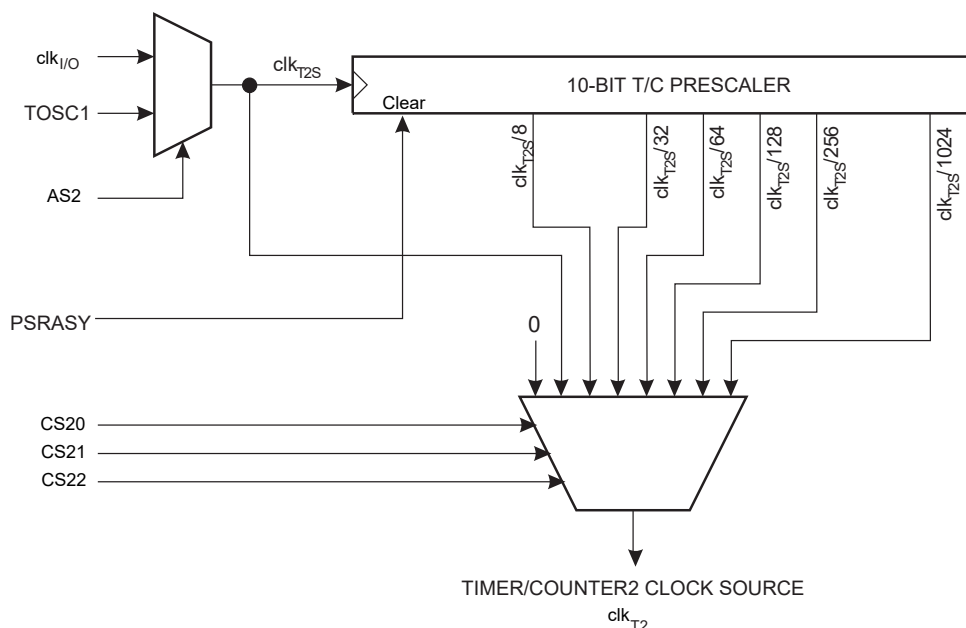 clkI/O
clkT2S
10-BIT T/C PRESCALER
TOSC1
Clear
clkT2S/8
clkT2S/32
clkT2S/64
clkT2S/128
clkT2S/256
clkT2S/1024
AS2
PSRASY
0
CS20
CS21
CS22
TIMER/COUNTER2 CLOCK SOURCE
clkT2